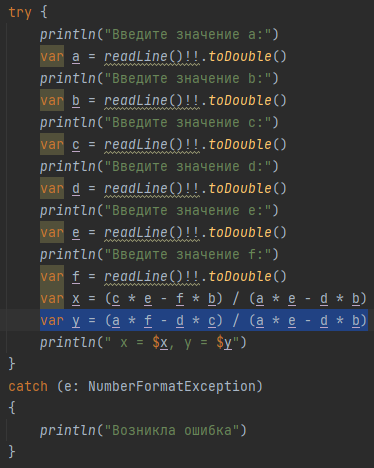 try {
    println("Введите значение a:")
    var a = readLine()!!.toDouble()
    println("Введите значение b:")
    var b = readLine()!!.toDouble()
    println("Введите значение c:")
    var c = readLine()!!.toDouble()
    println("Введите значение d:")
    var d = readLine()!!.toDouble()
    println("Введите значение e:")
    var e = readLine()!!.toDouble()
    println("Введите значение f:")
    var f = readLine()!!.toDouble()
    var x = (c * e - f * b) / (a * e - d * b)
    var y = (a * f - d * c) / (a * e - d * b)
    println(" x = $x, y = $y")
}
catch (e: NumberFormatException)
{
    println("Возникла ошибка")
}